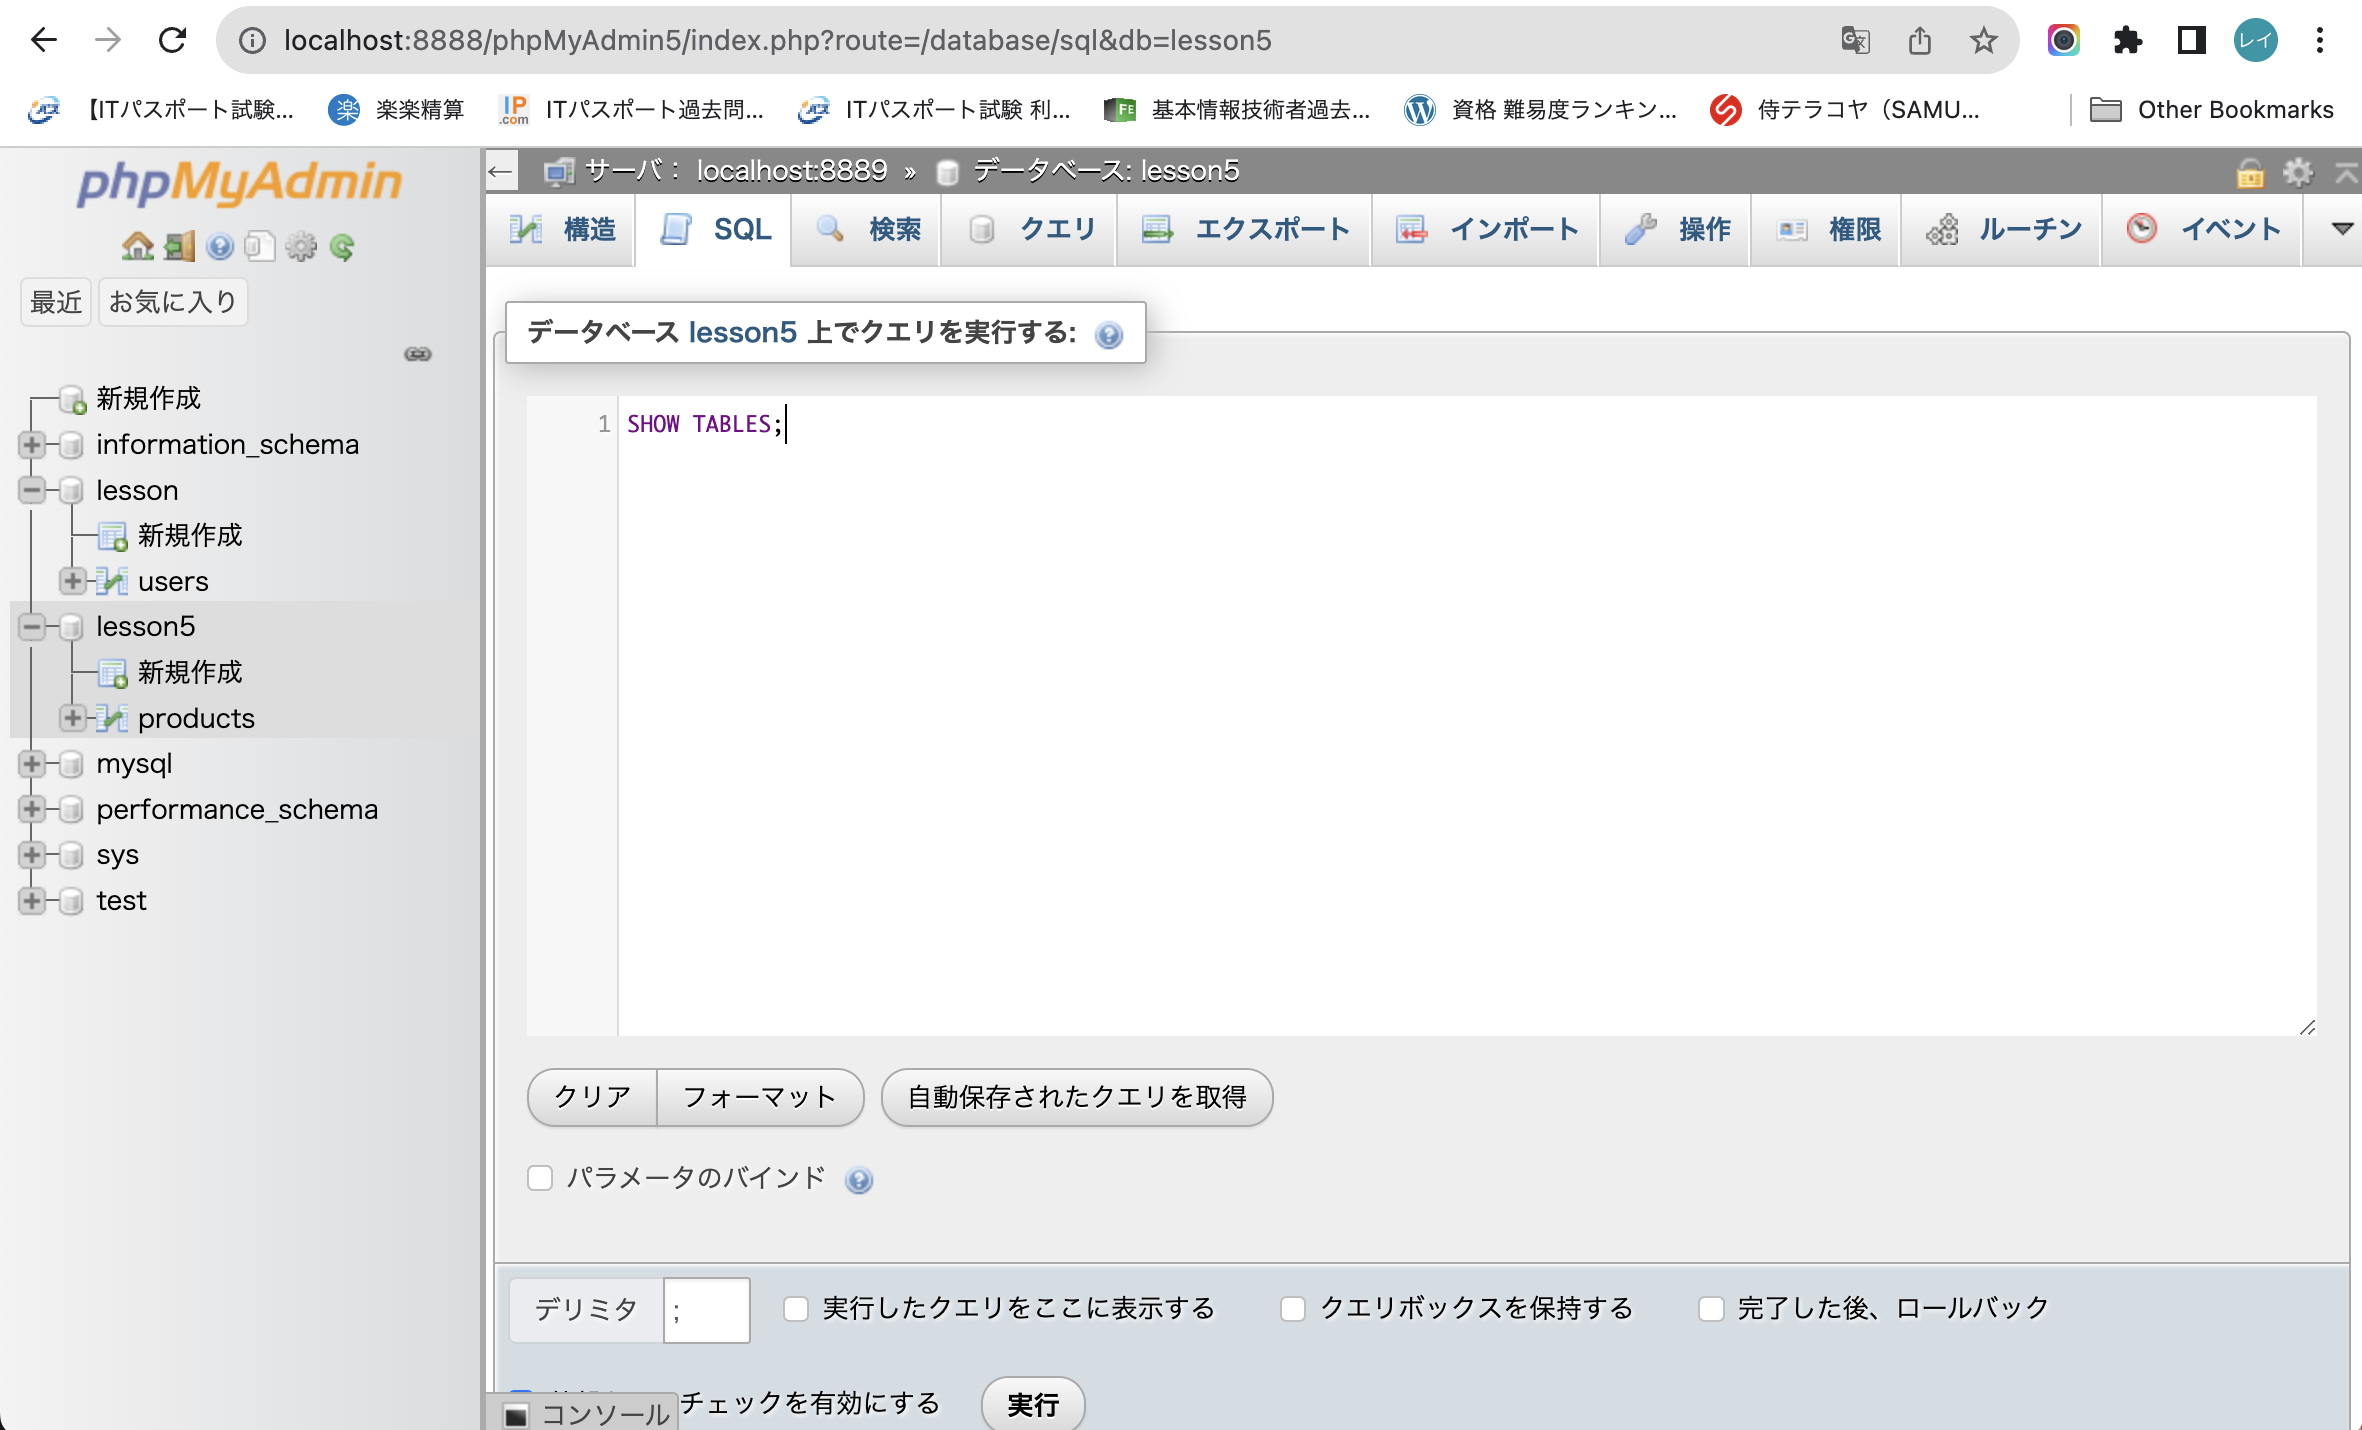 localhost:8888/phpMyAdmin5/index.php?route=/database/sql&db=lesson5
レイ
【ITパスポート試験...
楽 楽楽精算
IP .com ITパスポート過去問...
ITパスポート試験 利...
FE 基本情報技術者過去...
資格 難易度ランキン...
侍テラコヤ（SAMU...
Other Bookmarks
phpMyAdmin
最近 お気に入り
新規作成
information_schema
lesson
新規作成
users
lesson5
新規作成
products
mysql
performance_schema
sys
test
サーバ： localhost:8889 » データベース: lesson5
構造 SQL 検索 クエリ エクスポート インポート 操作 権限 ルーチン イベント
データベース lesson5 上でクエリを実行する:
1 SHOW TABLES;
クリア フォーマット 自動保存されたクエリを取得
パラメータのバインド
デリミタ ; 実行したクエリをここに表示する クエリボックスを保持する 完了した後、ロールバック
チェックを有効にする 実行
コンソール